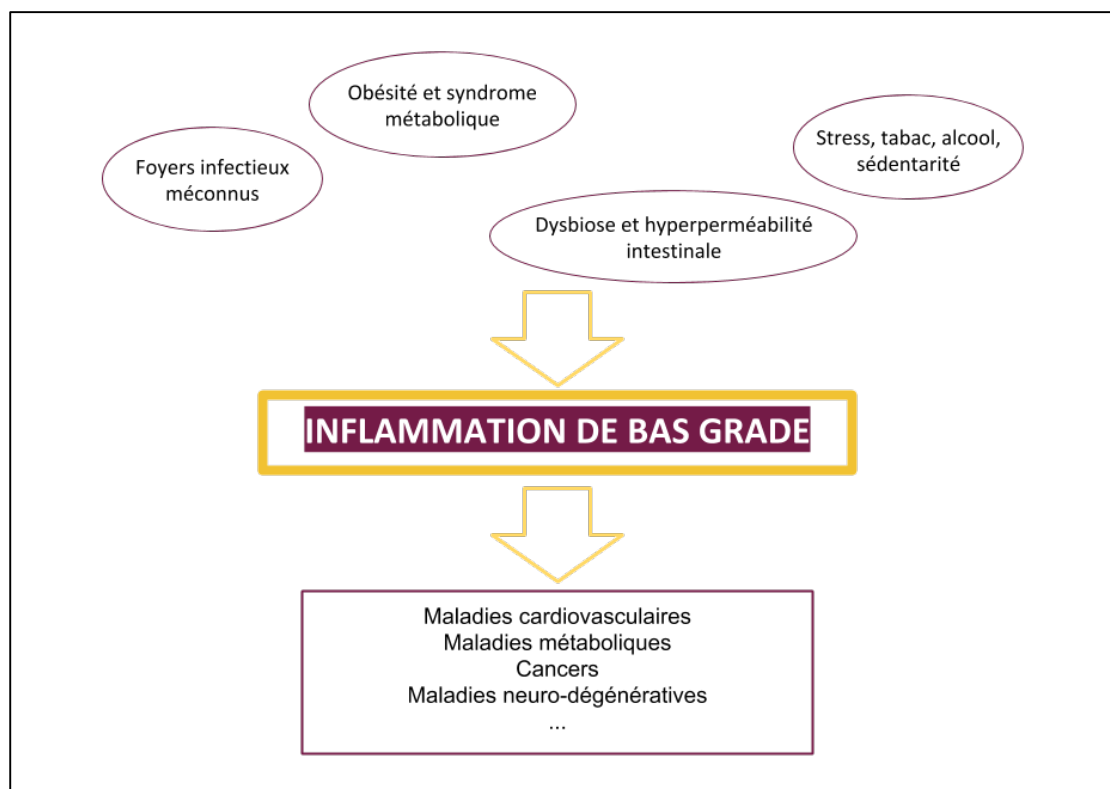 Obésité et syndrome
métabolique
Stress, tabac, alcool,
sédentarité
Foyers infectieux
méconnus
Dysbiose et hyperperméabilité
intestinale
INFLAMMATION DE BAS GRADE
Maladies cardiovasculaires
Maladies métaboliques
Cancers
Maladies neuro-dégénératives
...